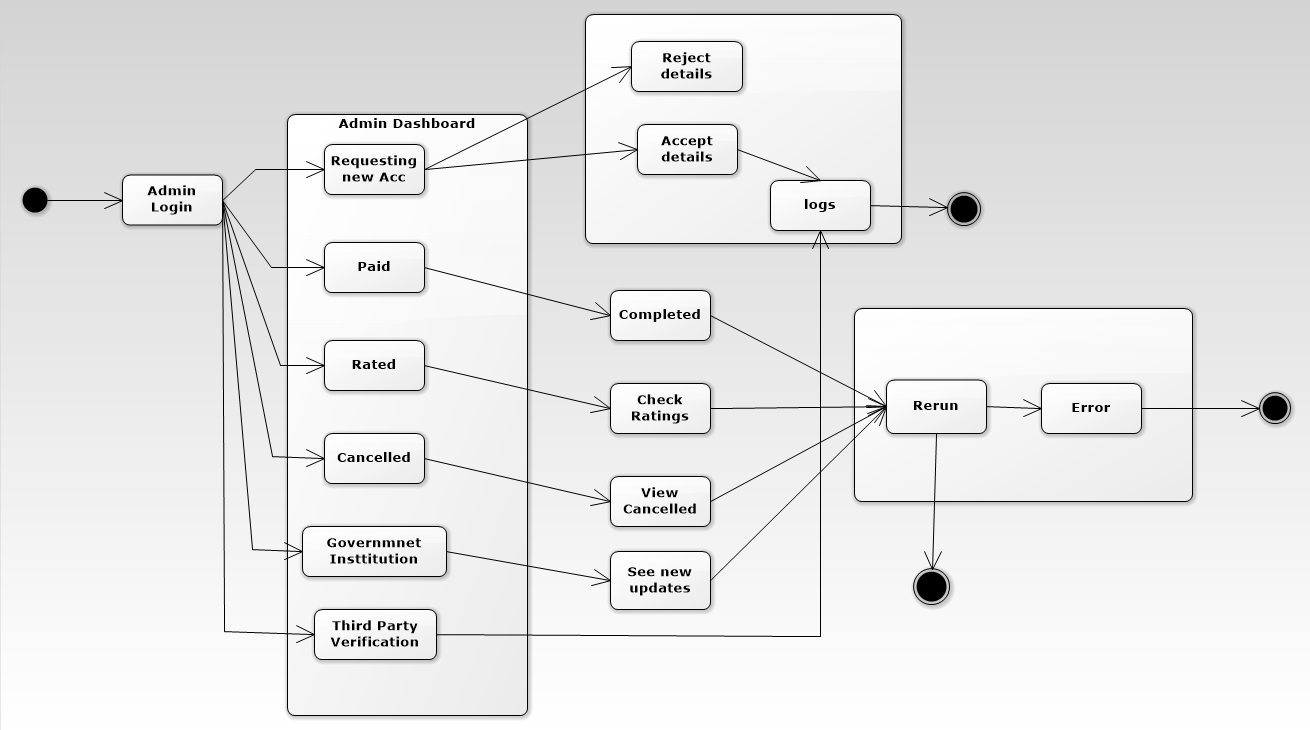 Reject
details
Admin Dashboard
Accept
details
Requesting
new Acc
Admin
Login
logs
Paid
Completed
Rated
Check
Ratings
Rerun
Error
Cancelled
View
Cancelled
Governmnet
Insttitution
See new
updates
Third Party
Verification